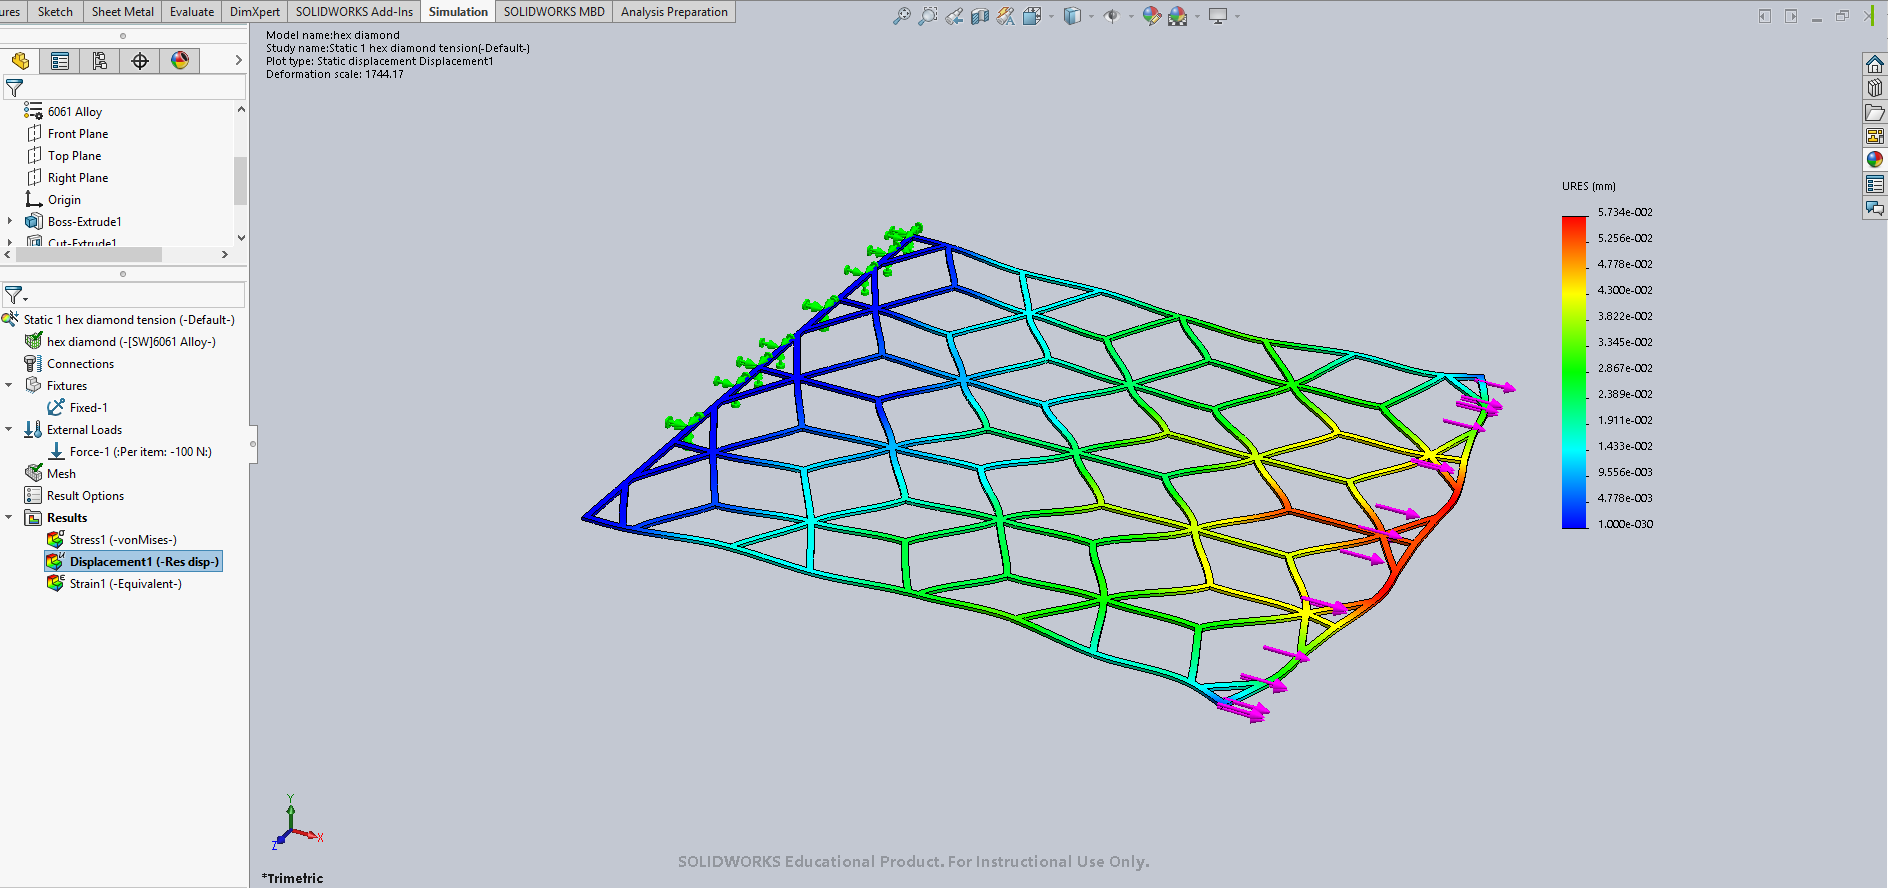 ures Sketch Sheet Metal Evaluate DimXpert SOLIDWORKS Add-Ins Simulation SOLIDWORKS MBD Analysis Preparation
Model name:hex diamond
Study name:Static 1 hex diamond tension(-Default-)
Plot type: Static displacement Displacement1
Deformation scale: 1744.17
6061 Alloy
Front Plane
Top Plane
Right Plane
Origin
Boss-Extrude1
Cut-Extrude1
Static 1 hex diamond tension (-Default-)
hex diamond (-[SW]6061 Alloy-)
Connections
Fixtures
Fixed-1
External Loads
Force-1 (:Per item: -100 N:)
Mesh
Result Options
Results
Stress1 (-vonMises-)
Displacement1 (-Res disp-)
Strain1 (-Equivalent-)
URES (mm)
5.734e-002
5.256e-002
4.778e-002
4.300e-002
3.822e-002
3.345e-002
2.867e-002
2.389e-002
1.911e-002
1.433e-002
9.556e-003
4.778e-003
1.000e-030
Y
X
Z
SOLIDWORKS Educational Product. For Instructional Use Only.
*Trimetric